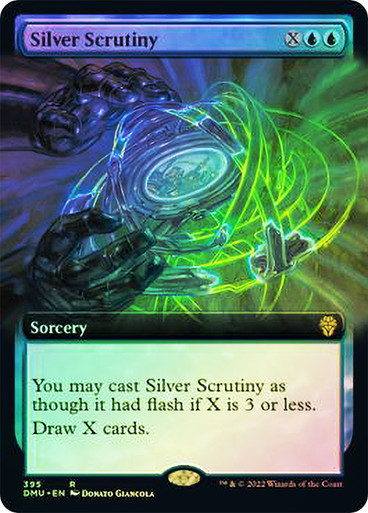 Silver Scrutiny XUU
Sorcery
You may cast Silver Scrutiny as
though it had flash if X is 3 or less.
Draw X cards.
395 R
DMU • EN Donato Giancola
™ & © 2022 Wizards of the Coast